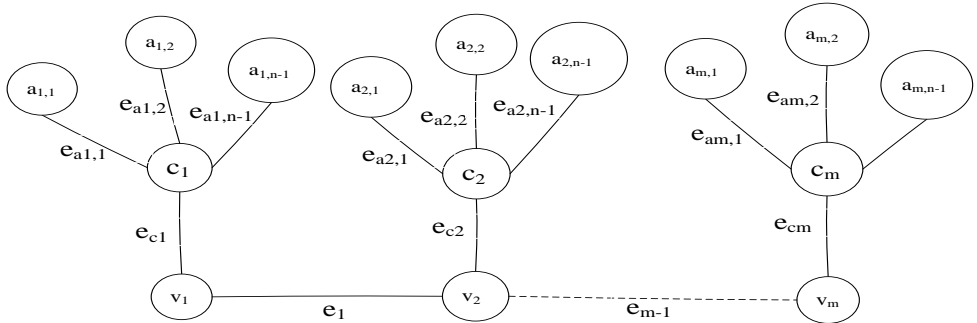 a1,1 a1,2 a1,n-1 a2,1 a2,2 a2,n-1 am,1 am,2 am,n-1
ea1,1 ea1,2 ea1,n-1 ea2,1 ea2,2 ea2,n-1 eam,1 eam,2
c1 c2 cm
ec1 ec2 ecm
v1 v2 vm
e1 em-1